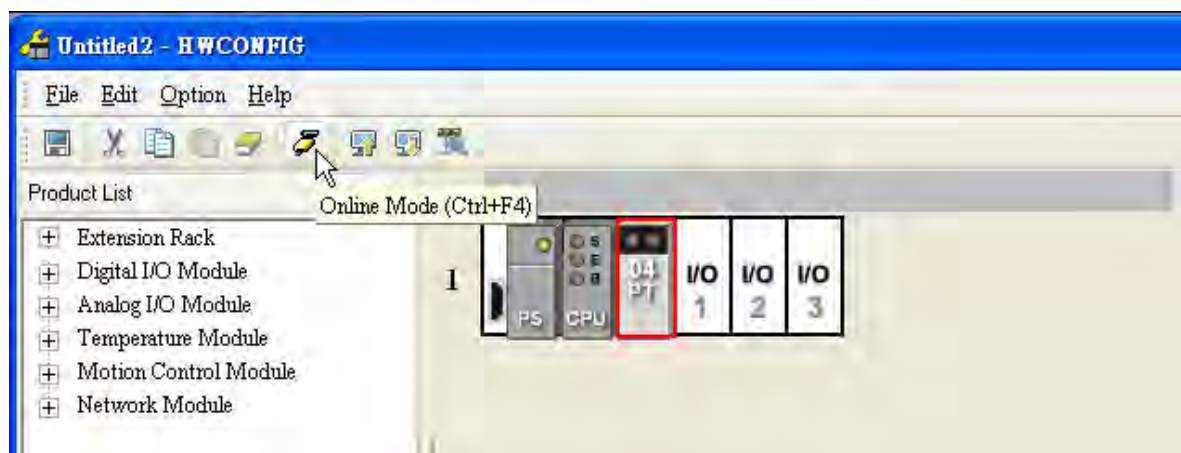 Untitled2 - HWCONFIG
File Edit Option Help
Product List
Online Mode (Ctrl+F4)
Extension Rack
Digital I/O Module
Analog I/O Module
Temperature Module
Motion Control Module
Network Module
1
PS CPU 04 PT I/O 1 I/O 2 I/O 3